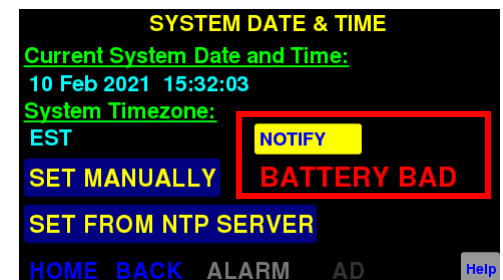 SYSTEM DATE & TIME
Current System Date and Time:
10 Feb 2021 15:32:03
System Timezone:
EST
NOTIFY
SET MANUALLY
BATTERY BAD
SET FROM NTP SERVER
HOME BACK ALARM AD
Help